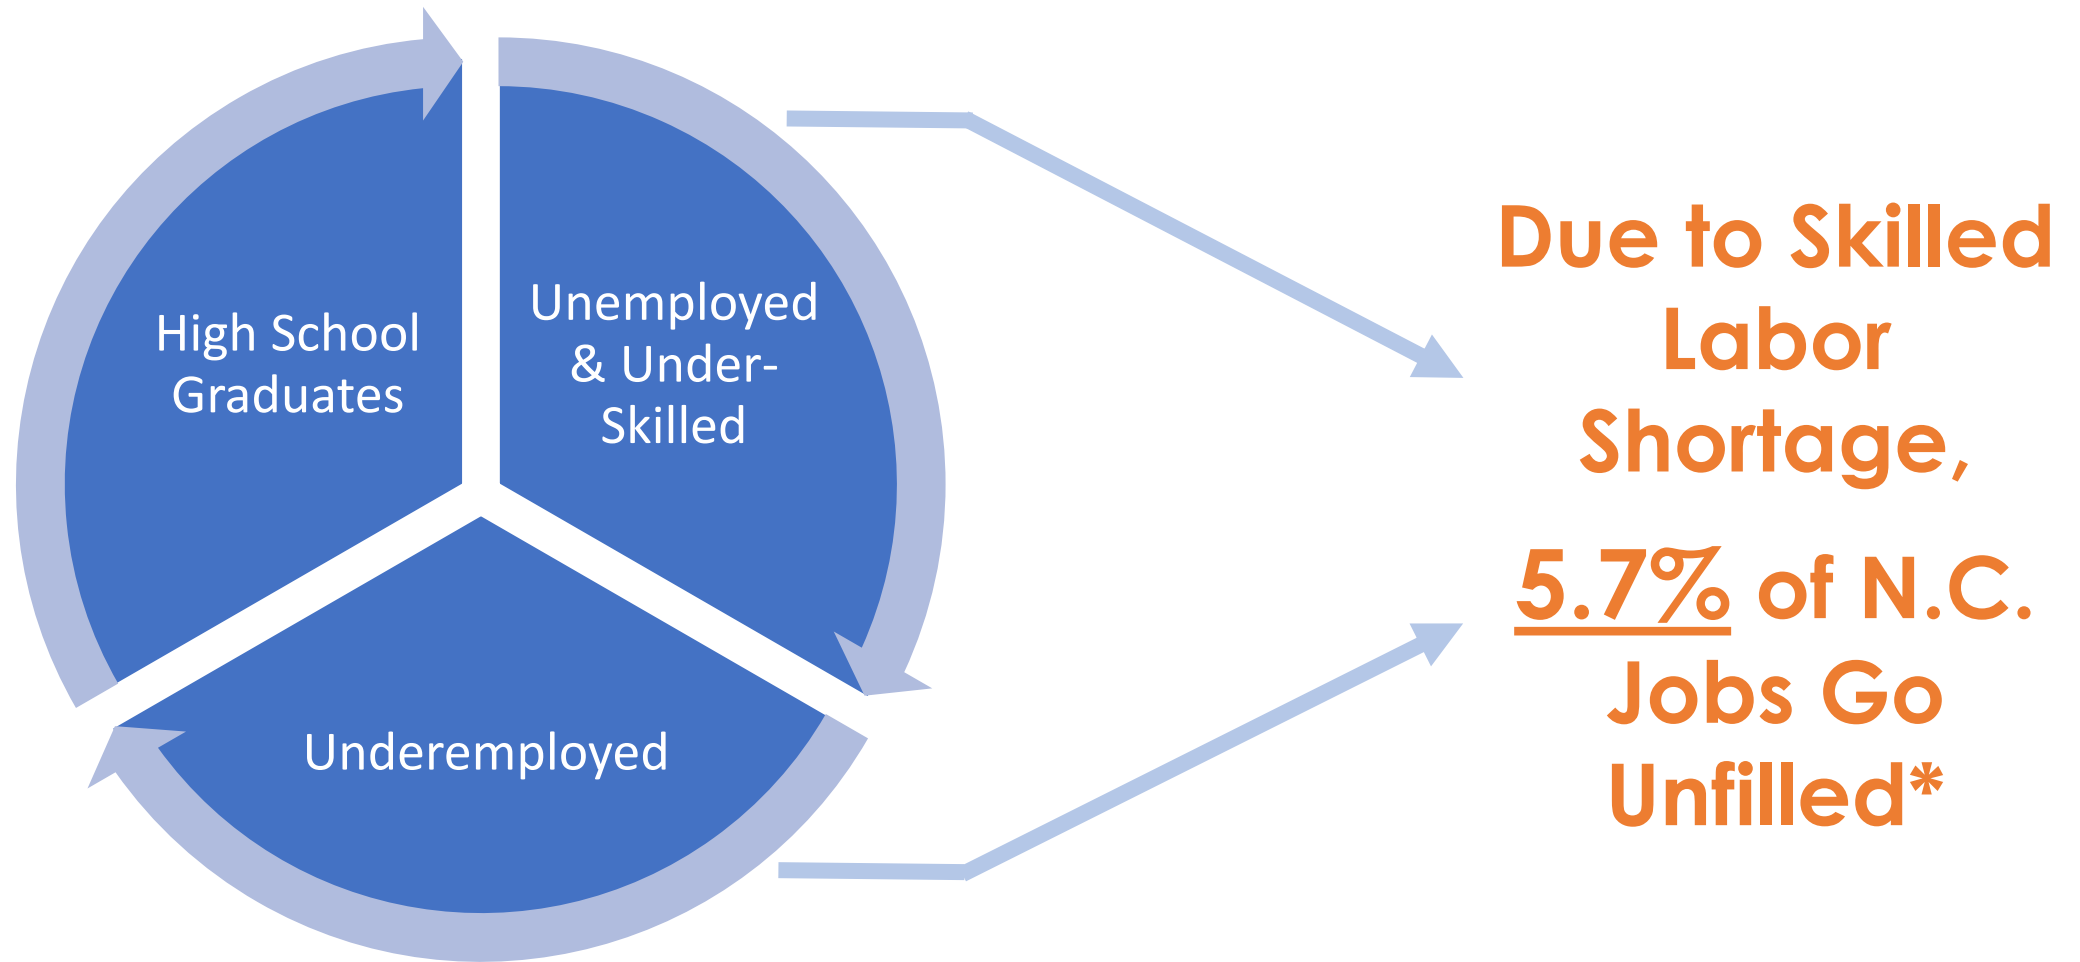 High School
Graduates
Unemployed
& Under-
Skilled
Underemployed
Due to Skilled
Labor
Shortage,
5.7% of N.C.
Jobs Go
Unfilled*